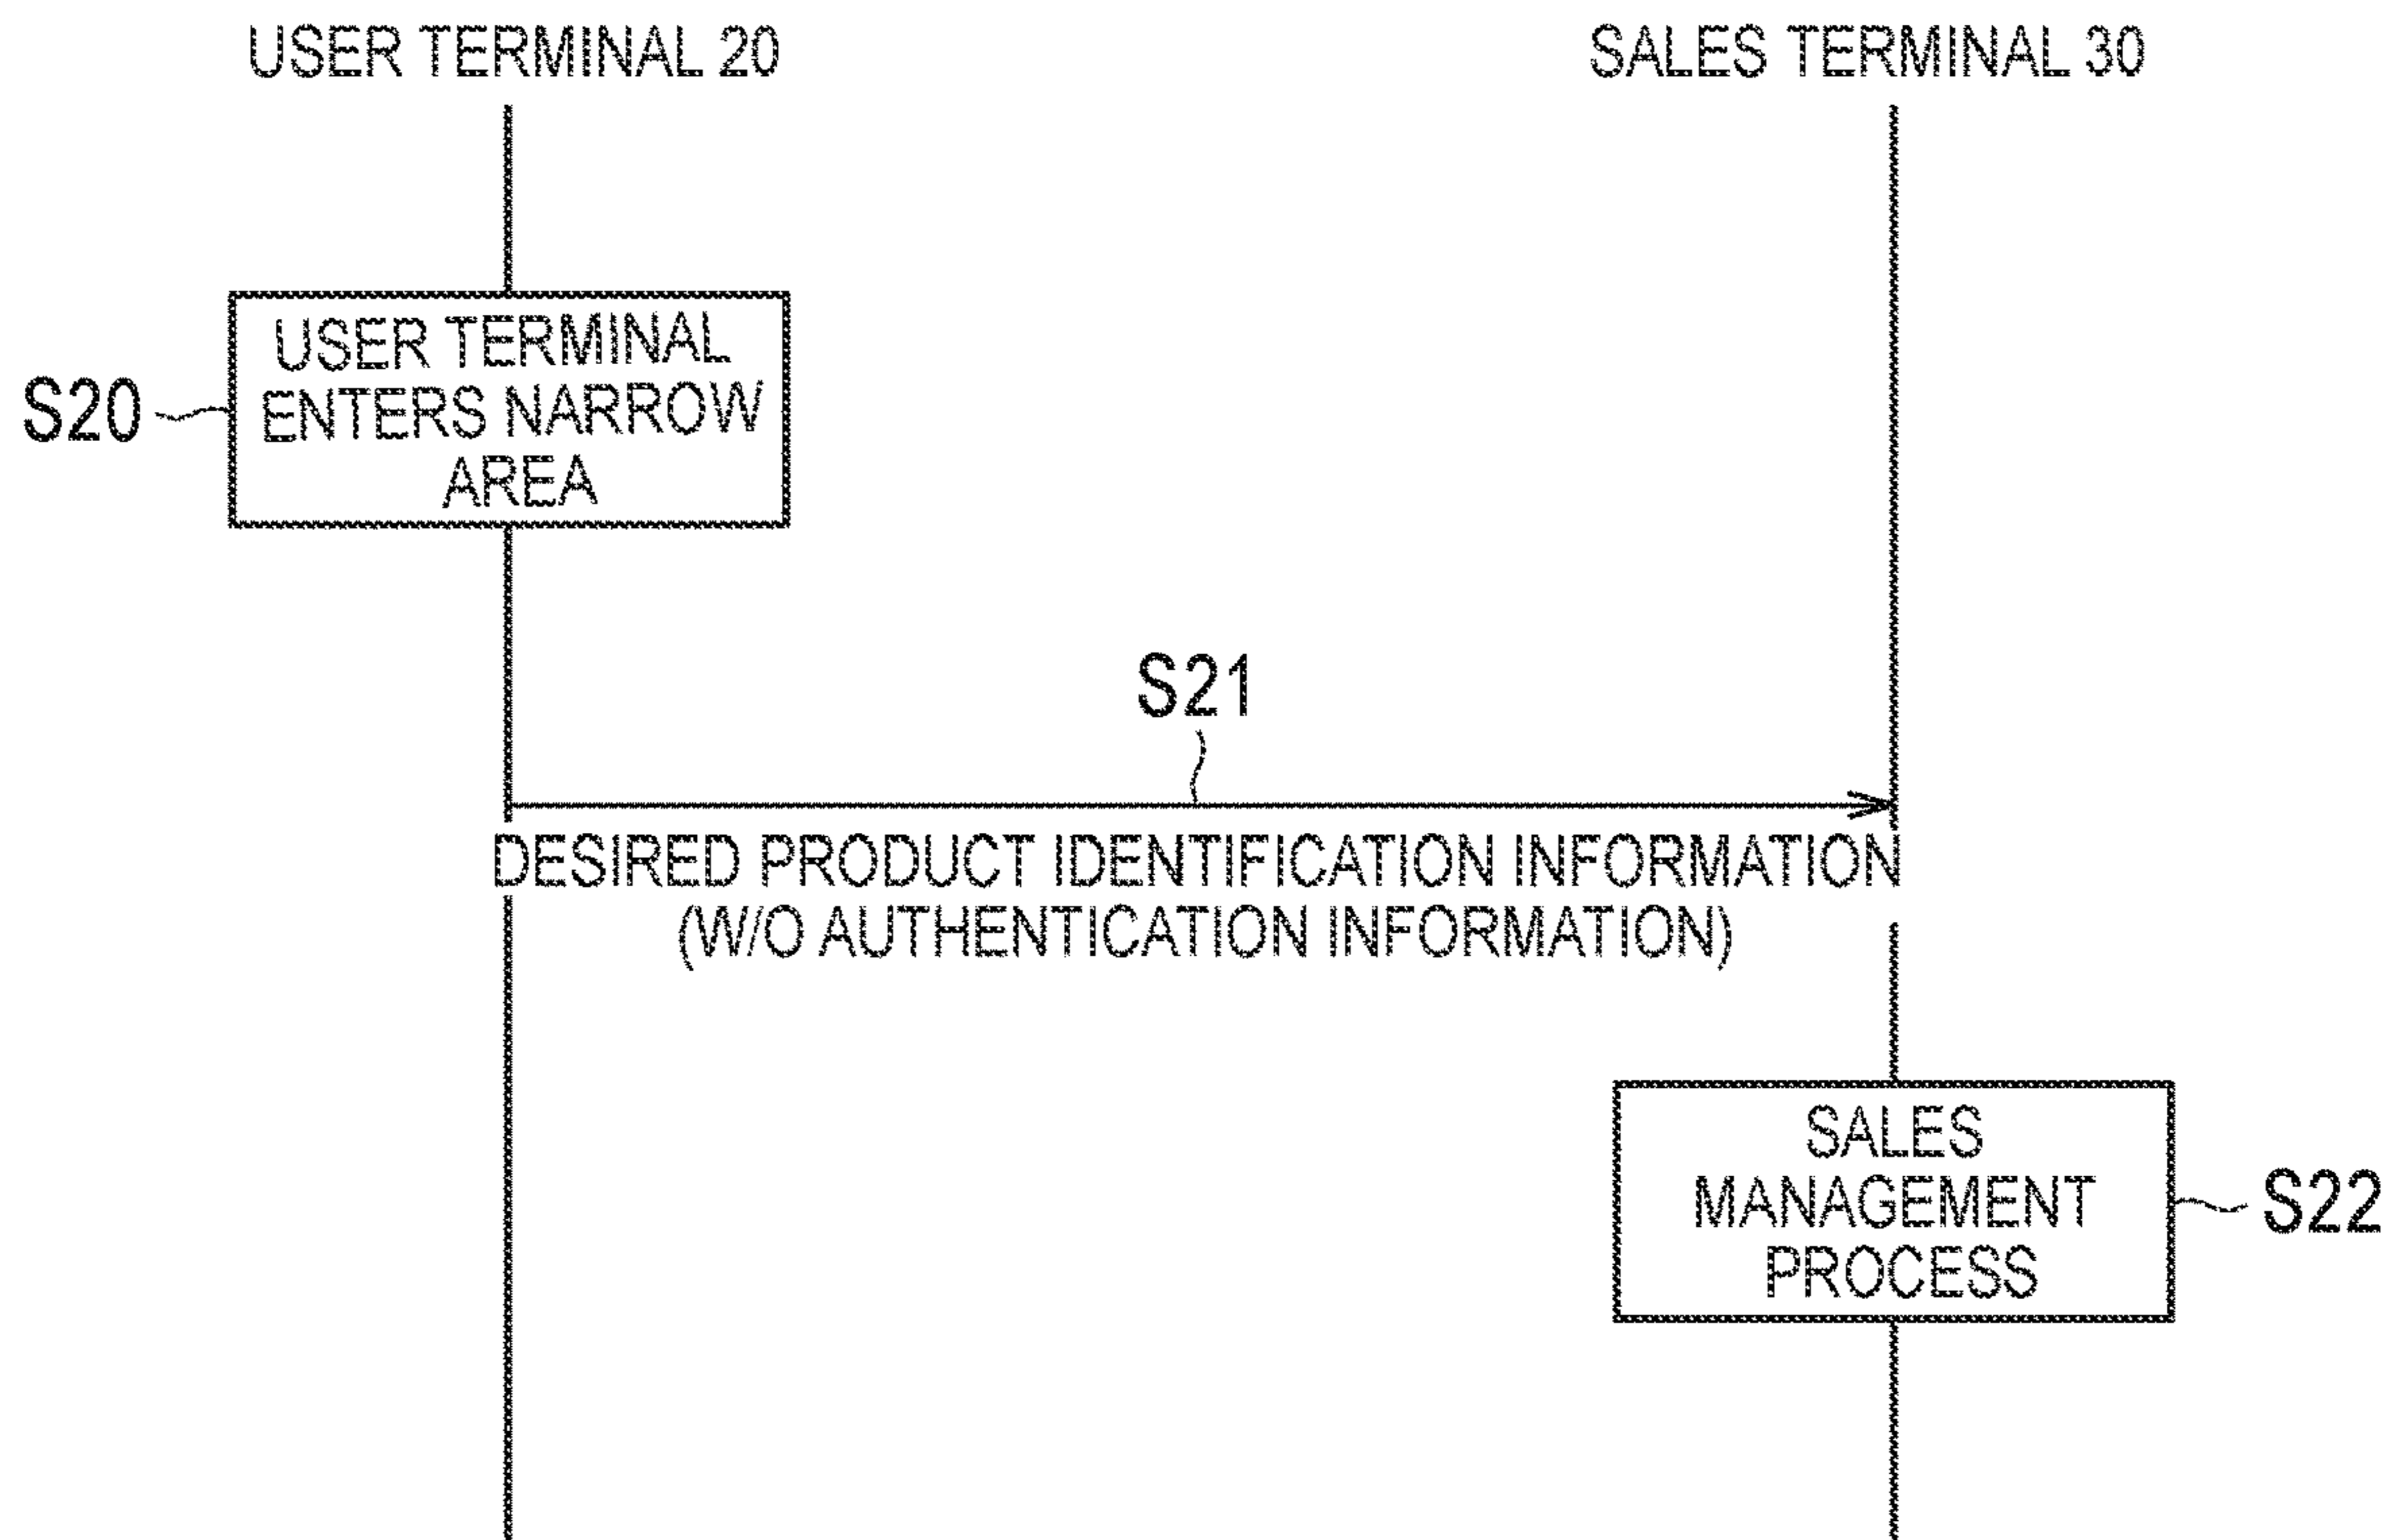 USER TERMINAL 20
SALES TERMINAL 30
USER TERMINAL
ENTERS NARROW
AREA
S20
S21
DESIRED PRODUCT IDENTIFICATION INFORMATION
(W/O AUTHENTICATION INFORMATION)
SALES
MANAGEMENT
PROCESS
S22